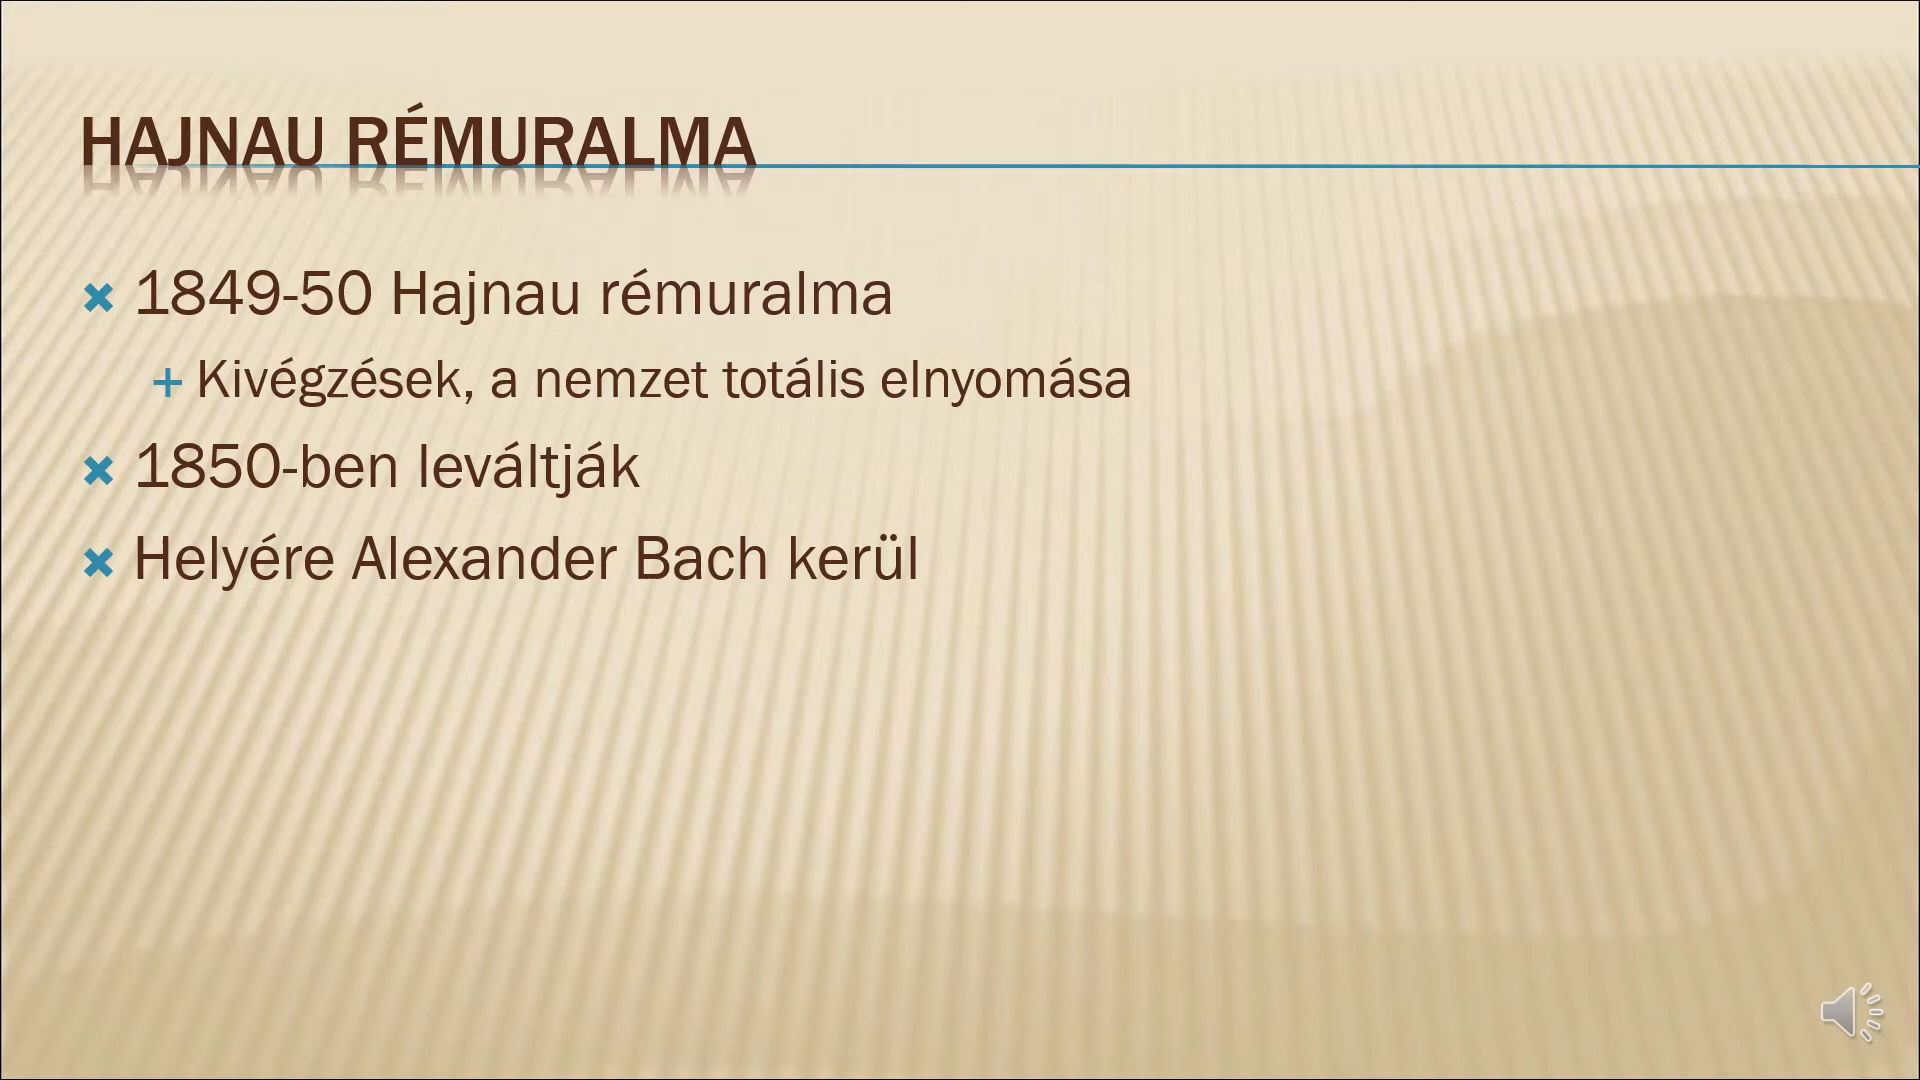 HAJNAU RÉMURALMA
1849-50 Hajnau rémuralma
Kivégzések, a nemzet totális elnyomása
1850-ben leváltják
Helyére Alexander Bach kerül